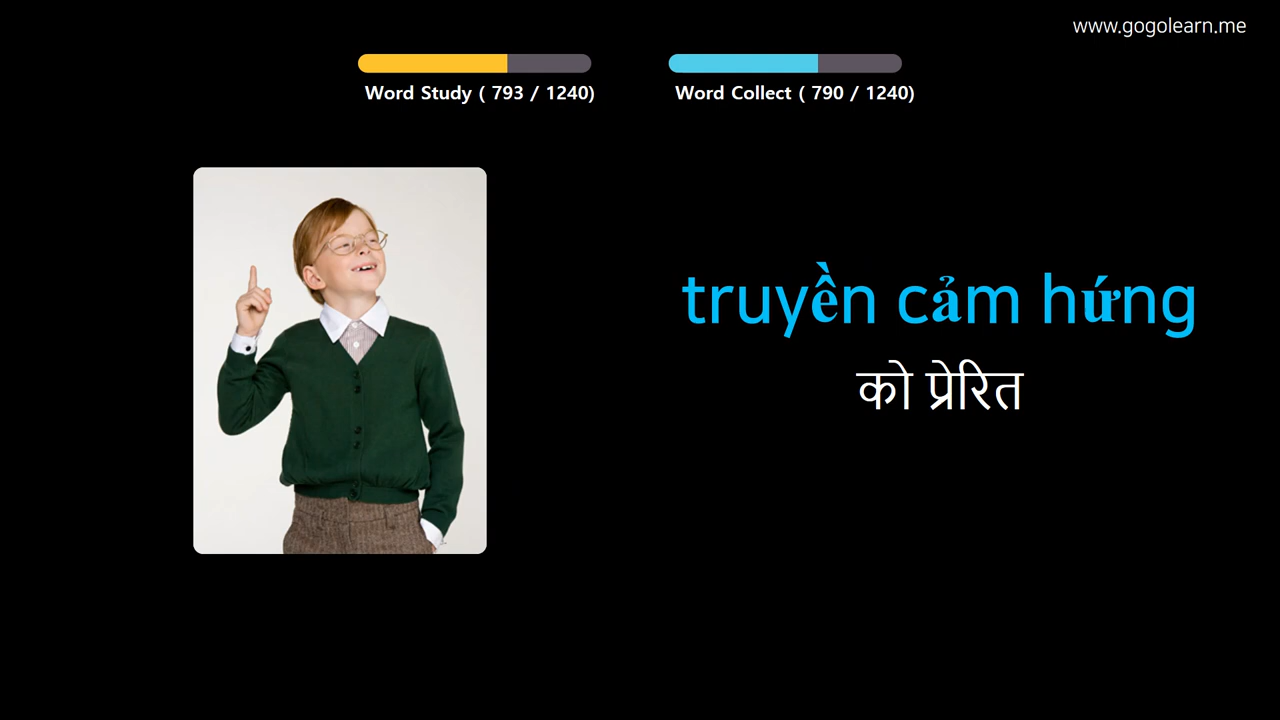 www.gogolearn.me
Word Study ( 793 / 1240)
Word Collect ( 790 / 1240)
truyền cảm hứng
को प्रेरित